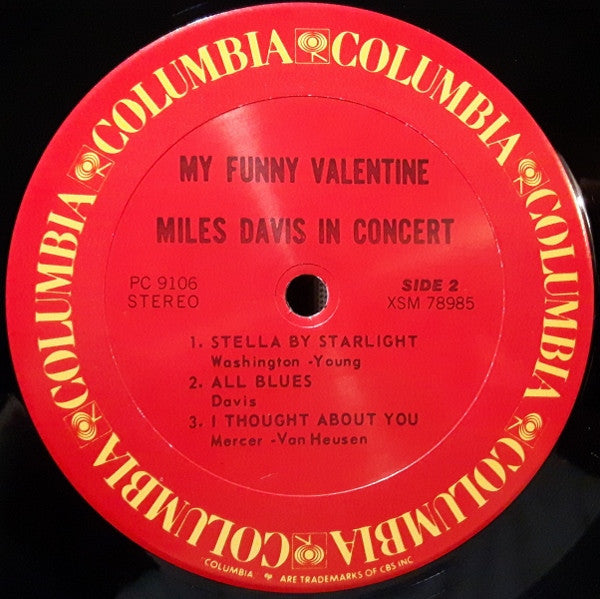 COLUMBIA COLUMBIA COLUMBIA COLUMBIA COLUMBIA COLUMBIA
MY FUNNY VALENTINE
MILES DAVIS IN CONCERT
PC 9106
STEREO
SIDE 2
XSM 78985
1. STELLA BY STARLIGHT
Washington -Young
2. ALL BLUES
Davis
3. I THOUGHT ABOUT YOU
Mercer -Van Heusen
COLUMBIA ARE TRADEMARKS OF CBS INC